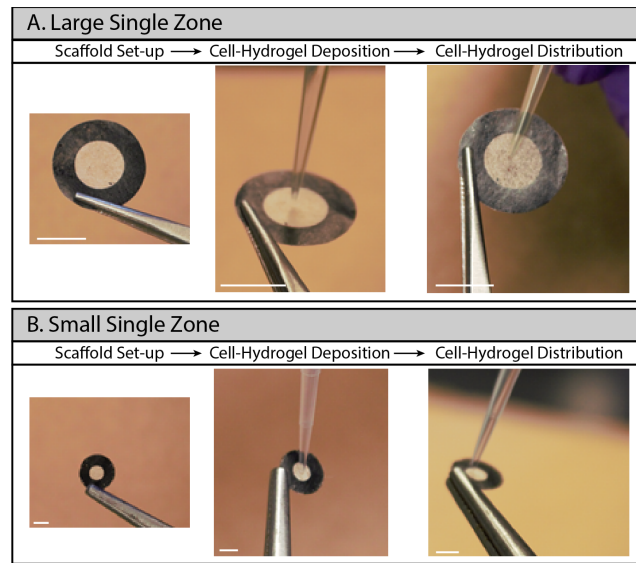 A. Large Single Zone
Scaffold Set-up → Cell-Hydrogel Deposition → Cell-Hydrogel Distribution
B. Small Single Zone
Scaffold Set-up → Cell-Hydrogel Deposition → Cell-Hydrogel Distribution